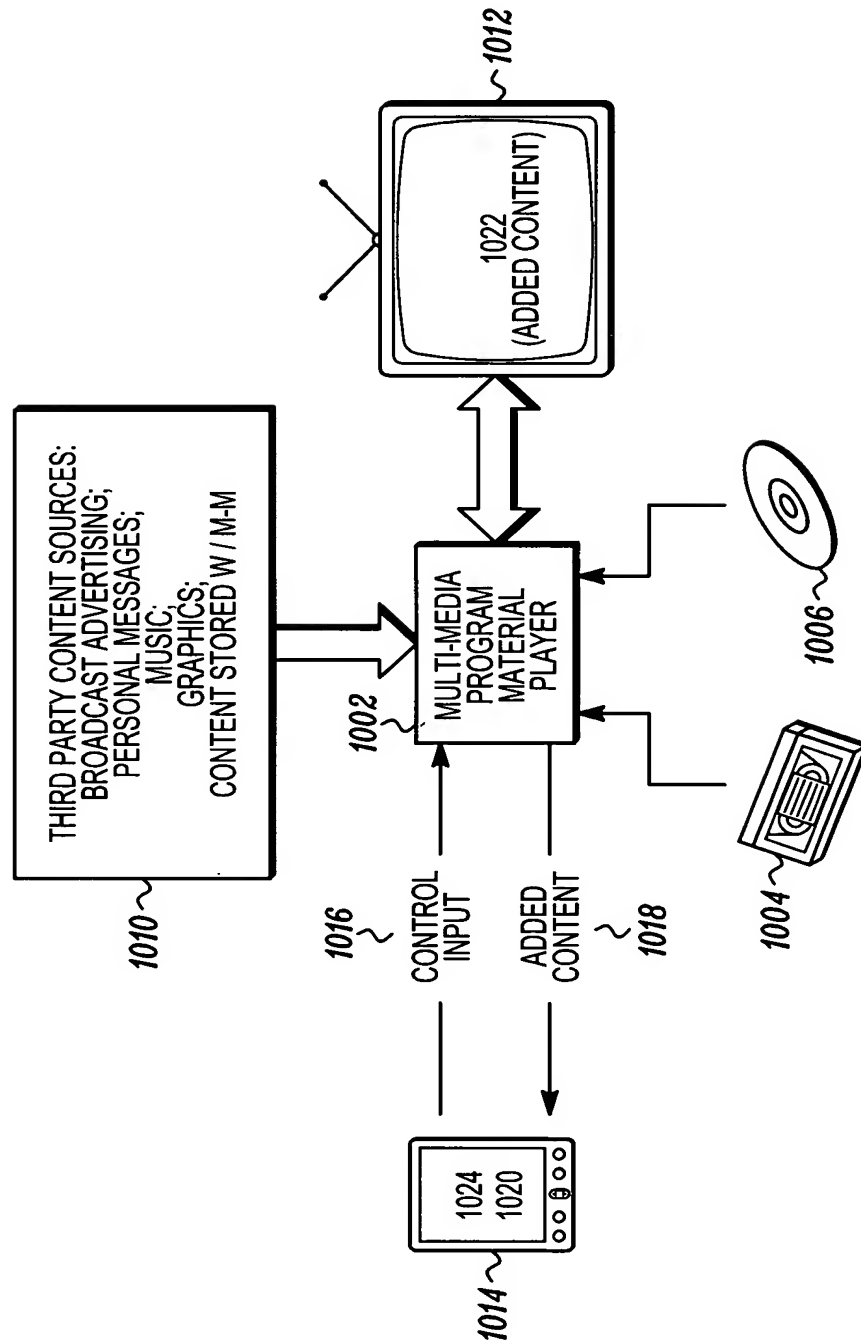 1010
THIRD PARTY CONTENT SOURCES:
BROADCAST ADVERTISING;
PERSONAL MESSAGES;
MUSIC;
GRAPHICS;
CONTENT STORED W / M-M
1014
1024
1020
1016
CONTROL
INPUT
ADDED
CONTENT
1018
1002
MULTI-MEDIA
PROGRAM
MATERIAL
PLAYER
1022
(ADDED CONTENT)
1012
1004
1006